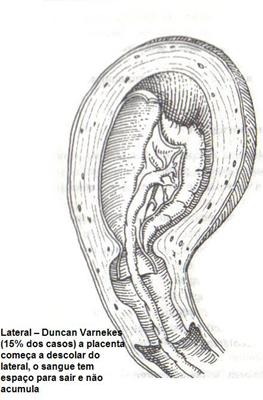 Lateral – Duncan Varnekes
(15% dos casos) a placenta
começa a descolar do
lateral, o sangue tem
espaço para sair e não
acumula